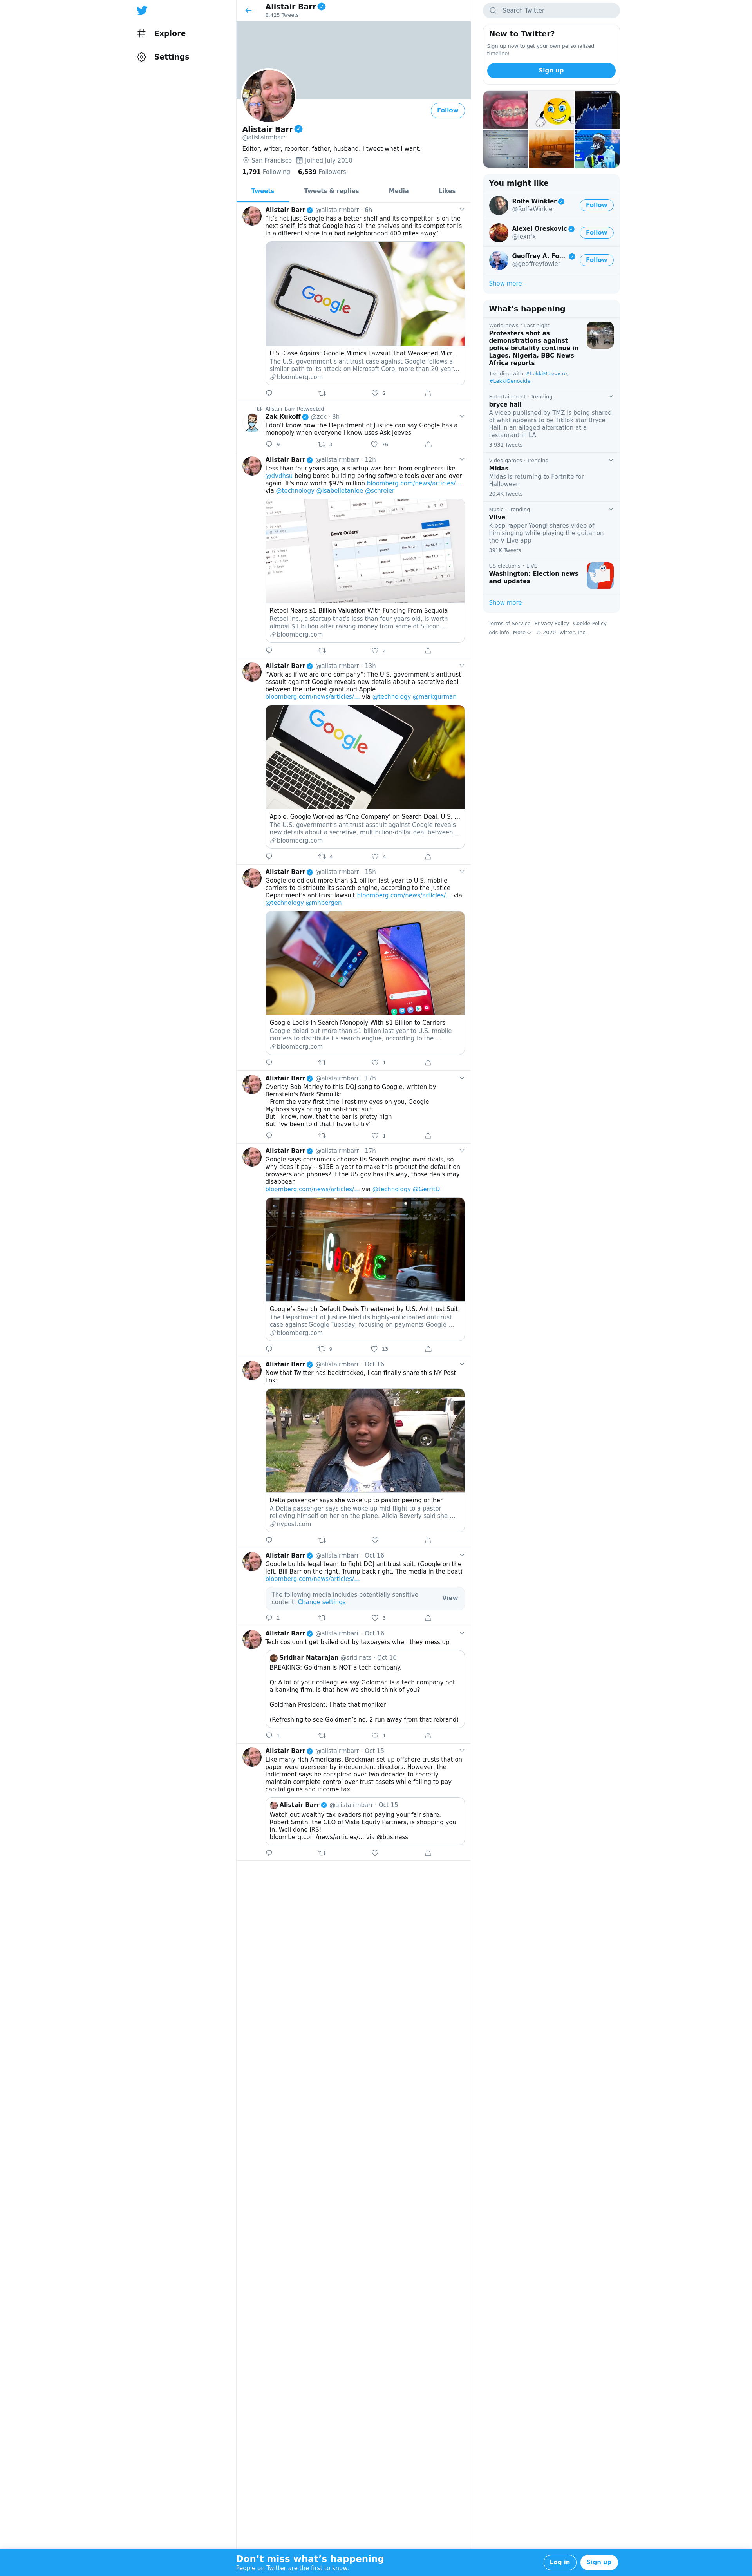 Explore
Settings
Alistair Barr
8,425 Tweets
Follow
Alistair Barr
@alistairmbarr
Editor, writer, reporter, father, husband. I tweet what I want.
San Francisco Joined July 2010
1,791 Following 6,539 Followers
Tweets Tweets & replies Media Likes
Alistair Barr @alistairmbarr · 6h
"It's not just Google has a better shelf and its competitor is on the
next shelf. It's that Google has all the shelves and its competitor is
in a different store in a bad neighborhood 400 miles away."
Google
U.S. Case Against Google Mimics Lawsuit That Weakened Micr...
The U.S. government's antitrust case against Google follows a
similar path to its attack on Microsoft Corp. more than 20 year...
bloomberg.com
2
Alistair Barr Retweeted
Zak Kukoff @zck · 8h
I don't know how the Department of Justice can say Google has a
monopoly when everyone I know uses Ask Jeeves
9 3 76
Alistair Barr @alistairmbarr · 12h
Less than four years ago, a startup was born from engineers like
@dvdhsu being bored building boring software tools over and over
again. It's now worth $925 million bloomberg.com/news/articles/...
via @technology @isabelletanlee @schreier
Ben's Orders
Retool Nears $1 Billion Valuation With Funding From Sequoia
Retool Inc., a startup that's less than four years old, is worth
almost $1 billion after raising money from some of Silicon ...
bloomberg.com
2
Alistair Barr @alistairmbarr · 13h
"Work as if we are one company": The U.S. government's antitrust
assault against Google reveals new details about a secretive deal
between the internet giant and Apple
bloomberg.com/news/articles/... via @technology @markgurman
Google
Apple, Google Worked as 'One Company' on Search Deal, U.S. ...
The U.S. government's antitrust assault against Google reveals
new details about a secretive, multibillion-dollar deal between...
bloomberg.com
4 4
Alistair Barr @alistairmbarr · 15h
Google doled out more than $1 billion last year to U.S. mobile
carriers to distribute its search engine, according to the Justice
Department's antitrust lawsuit bloomberg.com/news/articles/... via
@technology @mhbergen
Google Locks In Search Monopoly With $1 Billion to Carriers
Google doled out more than $1 billion last year to U.S. mobile
carriers to distribute its search engine, according to the ...
bloomberg.com
1
Alistair Barr @alistairmbarr · 17h
Overlay Bob Marley to this DOJ song to Google, written by
Bernstein's Mark Shmulik:
"From the very first time I rest my eyes on you, Google
My boss says bring an anti-trust suit
But I know, now, that the bar is pretty high
But I've been told that I have to try"
1
Alistair Barr @alistairmbarr · 17h
Google says consumers choose its Search engine over rivals, so
why does it pay ~$15B a year to make this product the default on
browsers and phones? If the US gov has it's way, those deals may
disappear
bloomberg.com/news/articles/... via @technology @GerritD
Google
Google's Search Default Deals Threatened by U.S. Antitrust Suit
The Department of Justice filed its highly-anticipated antitrust
case against Google Tuesday, focusing on payments Google ...
bloomberg.com
9 13
Alistair Barr @alistairmbarr · Oct 16
Now that Twitter has backtracked, I can finally share this NY Post
link:
Delta passenger says she woke up to pastor peeing on her
A Delta passenger says she woke up mid-flight to a pastor
relieving himself on her on the plane. Alicia Beverly said she ...
nypost.com
Alistair Barr @alistairmbarr · Oct 16
Google builds legal team to fight DOJ antitrust suit. (Google on the
left, Bill Barr on the right. Trump back right. The media in the boat)
bloomberg.com/news/articles/...
The following media includes potentially sensitive
content. Change settings
View
1 3
Alistair Barr @alistairmbarr · Oct 16
Tech cos don't get bailed out by taxpayers when they mess up
Sridhar Natarajan @sridinats · Oct 16
BREAKING: Goldman is NOT a tech company.
Q: A lot of your colleagues say Goldman is a tech company not
a banking firm. Is that how we should think of you?
Goldman President: I hate that moniker
(Refreshing to see Goldman's no. 2 run away from that rebrand)
1 1
Alistair Barr @alistairmbarr · Oct 15
Like many rich Americans, Brockman set up offshore trusts that on
paper were overseen by independent directors. However, the
indictment says he conspired over two decades to secretly
maintain complete control over trust assets while failing to pay
capital gains and income tax.
Alistair Barr @alistairmbarr · Oct 15
Watch out wealthy tax evaders not paying your fair share.
Robert Smith, the CEO of Vista Equity Partners, is shopping you
in. Well done IRS!
bloomberg.com/news/articles/... via @business
Search Twitter
New to Twitter?
Sign up now to get your own personalized
timeline!
Sign up
You might like
Rolfe Winkler
@RolfeWinkler
Follow
Alexei Oreskovic
@lexnfx
Follow
Geoffrey A. Fo...
@geoffreyfowler
Follow
Show more
What's happening
World news · Last night
Protesters shot as
demonstrations against
police brutality continue in
Lagos, Nigeria, BBC News
Africa reports
Trending with #LekkiMassacre,
#LekkiGenocide
Entertainment · Trending
bryce hall
A video published by TMZ is being shared
of what appears to be TikTok star Bryce
Hall in an alleged altercation at a
restaurant in LA
3,931 Tweets
Video games · Trending
Midas
Midas is returning to Fortnite for
Halloween
20.4K Tweets
Music · Trending
Vlive
K-pop rapper Yoongi shares video of
him singing while playing the guitar on
the V Live app
391K Tweets
US elections · LIVE
Washington: Election news
and updates
Show more
Terms of Service Privacy Policy Cookie Policy
Ads info More © 2020 Twitter, Inc.
Don't miss what's happening
People on Twitter are the first to know.
Log in Sign up